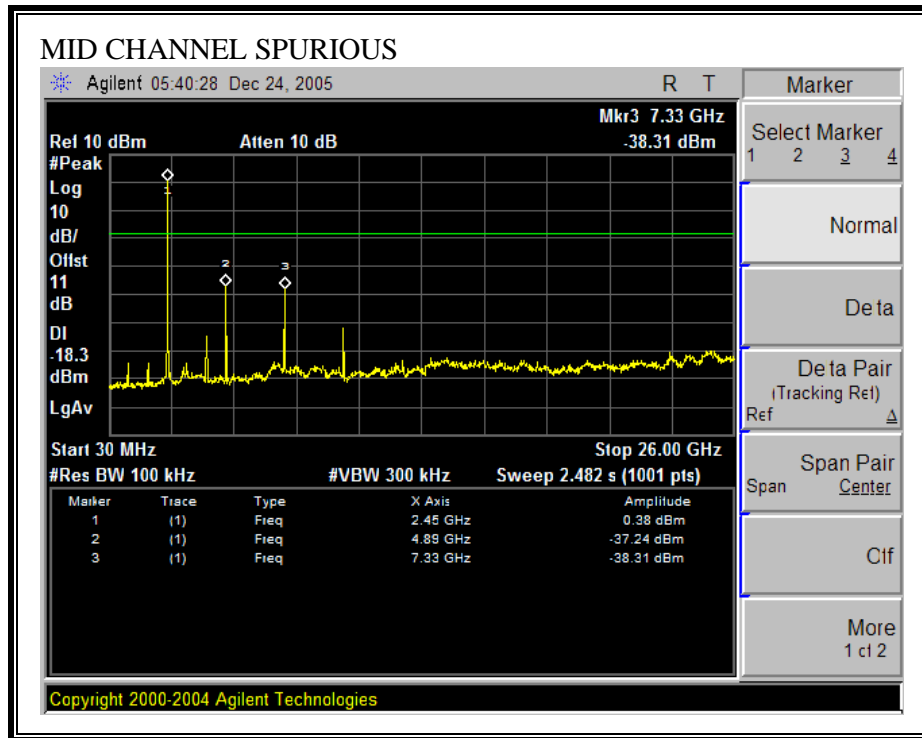 MID CHANNEL SPURIOUS
Agilent 05:40:28 Dec 24, 2005 R T
Mkr3 7.33 GHz
Ref 10 dBm Atten 10 dB -38.31 dBm
#Peak
Log
10
dB/
Offst
11
dB
DI
-18.3
dBm
LgAv
1
2
3
Start 30 MHz Stop 26.00 GHz
#Res BW 100 kHz #VBW 300 kHz Sweep 2.482 s (1001 pts)
Marker Trace Type X Axis Amplitude
1 (1) Freq 2.45 GHz 0.38 dBm
2 (1) Freq 4.89 GHz -37.24 dBm
3 (1) Freq 7.33 GHz -38.31 dBm
Copyright 2000-2004 Agilent Technologies
Marker
Select Marker
1 2 3 4
Normal
Delta
Delta Pair
(Tracking Ref)
Ref Δ
Span Pair
Span Center
Off
More
1 of 2